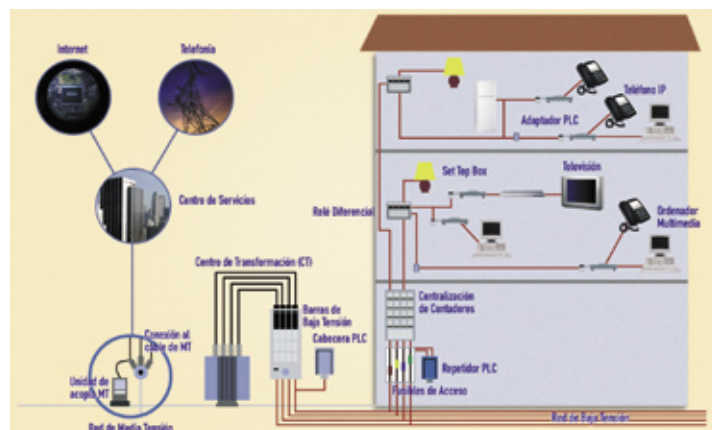 Internet
Telefonía
Centro de Servicios
Conexión al
cable de MT
Unidad de
acoplo MT
Red de Media Tensión
Centro de Transformación (CT)
Barras de
Baja Tensión
Cabecera PLC
Relé Diferencial
Adaptador PLC
Teléfono IP
Set Top Box
Televisión
Ordenador
Multimedia
Centralización
de Contadores
Repetidor PLC
Fusibles de Acceso
Red de Baja Tensión